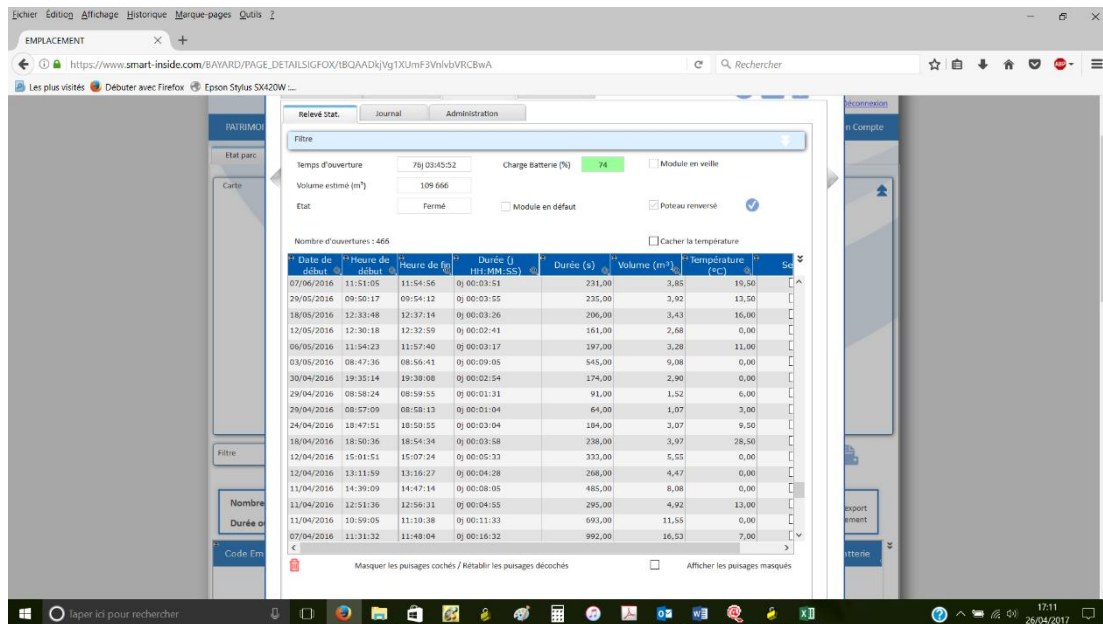 Fichier Édition Affichage Historique Marque-pages Outils ?
EMPLACEMENT
https://www.smart-inside.com/BAYARD/PAGE_DETAILSIGFOX/tBQAADkjVg1XUmF3VnlvbVRCBwA
Rechercher
Les plus visités Débuter avec Firefox Epson Stylus SX420W :...
Déconnexion
PATRIMOI
n Compte
Relevé Stat. Journal Administration
Etat parc
Filtre
Temps d'ouverture 76j 03:45:52 Charge Batterie (%) 74 Module en veille
Carte
Volume estimé (m³) 109 666
Etat Fermé Module en défaut Poteau renversé
Nombre d'ouvertures : 466 Cacher la température
Date de début Heure de début Heure de fin Durée (j HH:MM:SS) Durée (s) Volume (m³) Température (°C) Se
07/06/2016 11:51:05 11:54:56 0j 00:03:51 231,00 3,85 19,50
29/05/2016 09:50:17 09:54:12 0j 00:03:55 235,00 3,92 13,50
18/05/2016 12:33:48 12:37:14 0j 00:03:26 206,00 3,43 16,00
12/05/2016 12:30:18 12:32:59 0j 00:02:41 161,00 2,68 0,00
06/05/2016 11:54:23 11:57:40 0j 00:03:17 197,00 3,28 11,00
03/05/2016 08:47:36 08:56:41 0j 00:09:05 545,00 9,08 0,00
30/04/2016 19:35:14 19:38:08 0j 00:02:54 174,00 2,90 0,00
29/04/2016 08:58:24 08:59:55 0j 00:01:31 91,00 1,52 6,00
29/04/2016 08:57:09 08:58:13 0j 00:01:04 64,00 1,07 3,00
24/04/2016 18:47:51 18:50:55 0j 00:03:04 184,00 3,07 9,50
18/04/2016 18:50:36 18:54:34 0j 00:03:58 238,00 3,97 28,50
12/04/2016 15:01:51 15:07:24 0j 00:05:33 333,00 5,55 0,00
12/04/2016 13:11:59 13:16:27 0j 00:04:28 268,00 4,47 0,00
11/04/2016 14:39:09 14:47:14 0j 00:08:05 485,00 8,08 0,00
11/04/2016 12:51:36 12:56:31 0j 00:04:55 295,00 4,92 13,00
11/04/2016 10:59:05 11:10:38 0j 00:11:33 693,00 11,55 0,00
07/04/2016 11:31:32 11:48:04 0j 00:16:32 992,00 16,53 7,00
Filtre
Nombre
Durée o
export
ement
Code Em
atterie
Masquer les puisages cochés / Rétablir les puisages décochés Afficher les puisages masqués
Taper ici pour rechercher
17:11
26/04/2017